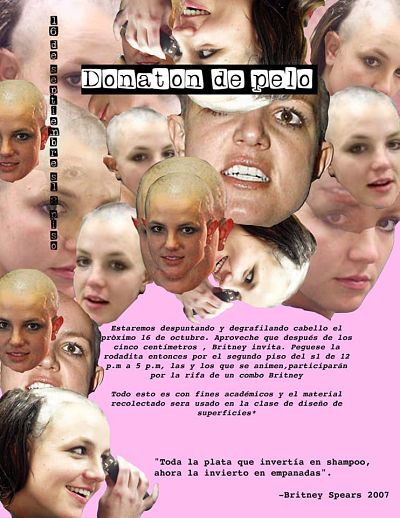 16 de septiembre s1 piso
Donaton de pelo
Estaremos despuntando y degrafilando cabello el
pròximo 16 de octubre. Aproveche que después de los
cinco centímetros , Britney invita. Peguese la
rodadita entonces por el segundo piso del s1 de 12
p.m a 5 p.m, las y los que se animen,participarán
por la rifa de un combo Britney
Todo esto es con fines académicos y el material
recolectado sera usado en la clase de diseño de
superficies*
"Toda la plata que invertía en shampoo,
ahora la invierto en empanadas".
–Britney Spears 2007